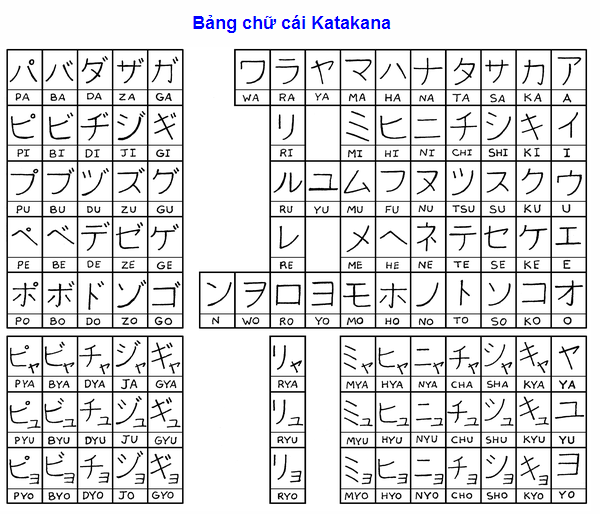 Bảng chữ cái Katakana
パ バ ダ ザ ガ ワ ラ ヤ マ ハ ナ タ サ カ ア
PA BA DA ZA GA WA RA YA MA HA NA TA SA KA A
ピ ビ ヂ ジ ギ リ ミ ヒ ニ チ シ キ イ
PI BI DI JI GI RI MI HI NI CHI SHI KI I
プ ブ ヅ ズ グ ル ユ ム フ ヌ ツ ス ク ウ
PU BU DU ZU GU RU YU MU FU NU TSU SU KU U
ペ ベ デ ゼ ゲ レ メ ヘ ネ テ セ ケ エ
PE BE DE ZE GE RE ME HE NE TE SE KE E
ポ ボ ド ゾ ゴ ン ヲ ロ ヨ モ ホ ノ ト ソ コ オ
PO BO DO ZO GO N WO RO YO MO HO NO TO SO KO O
ピャ ビャ チャ ジャ ギャ リャ ミャ ヒャ ニャ チャ シャ キャ ヤ
PYA BYA DYA JA GYA RYA MYA HYA NYA CHA SHA KYA YA
ピュ ビュ チュ ジュ ギュ リュ ミュ ヒュ ニュ チュ シュ キュ ユ
PYU BYU DYU JU GYU RYU MYU HYU NYU CHU SHU KYU YU
ピョ ビョ チョ ジョ ギョ リョ ミョ ヒョ ニョ チョ ショ キョ ヨ
PYO BYO DYO JO GYO RYO MYO HYO NYO CHO SHO KYO YO